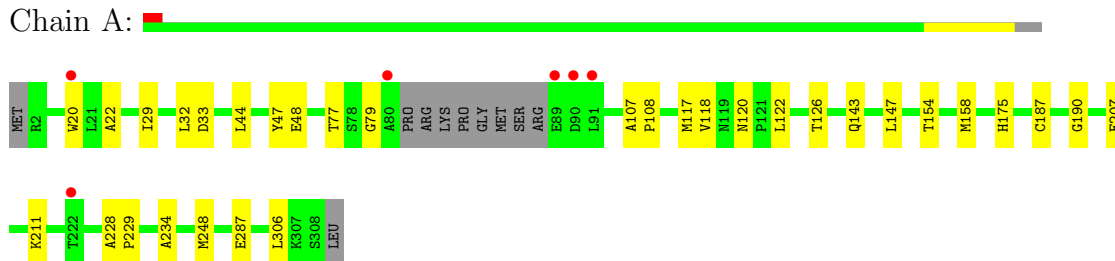 Chain A:
MET R2 W20 L21 A22 I29 L32 D33 L44 Y47 E48 T77 S78 G79 A80 PRO ARG LYS PRO GLY MET SER ARG E89 D90 L91 A107 P108 M117 V118 N119 N120 P121 L122 T126 Q143 L147 T154 M158 H175 C187 G190
K211 T222 A228 P229 A234 M248 E287 L306 K307 S308 LEU